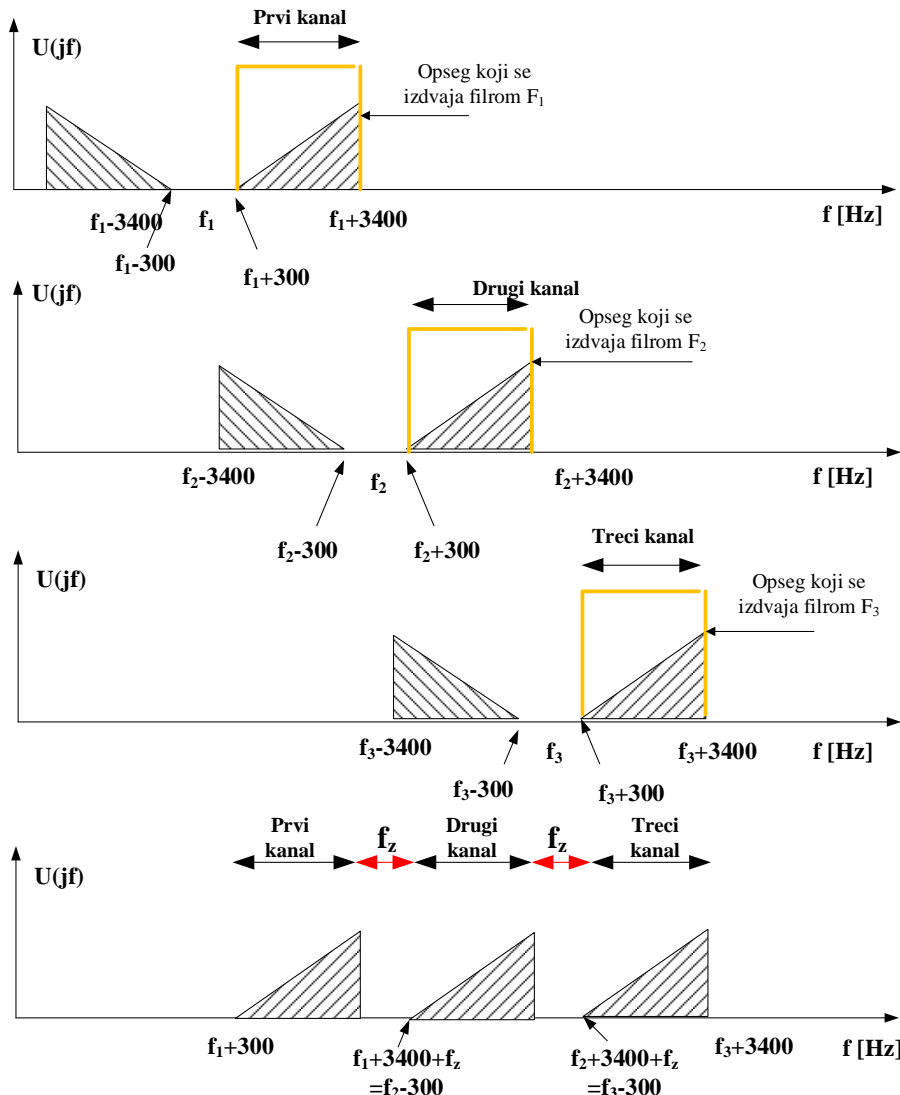 Prvi kanal
U(jf)
Opseg koji se
izdvaja filrom F₁
f₁-3400
f₁
f₁+3400
f [Hz]
f₁-300
f₁+300
U(jf)
Drugi kanal
Opseg koji se
izdvaja filrom F₂
f₂-3400
f₂
f₂+3400
f [Hz]
f₂-300
f₂+300
Treci kanal
U(jf)
Opseg koji se
izdvaja filrom F₃
f₃-3400
f₃
f₃+3400
f [Hz]
f₃-300
f₃+300
Prvi
kanal
f_z
Drugi
kanal
f_z
Treci
kanal
U(jf)
f₁+300
f₁+3400+f_z
=f₂-300
f₂+3400+f_z
=f₃-300
f₃+3400
f [Hz]